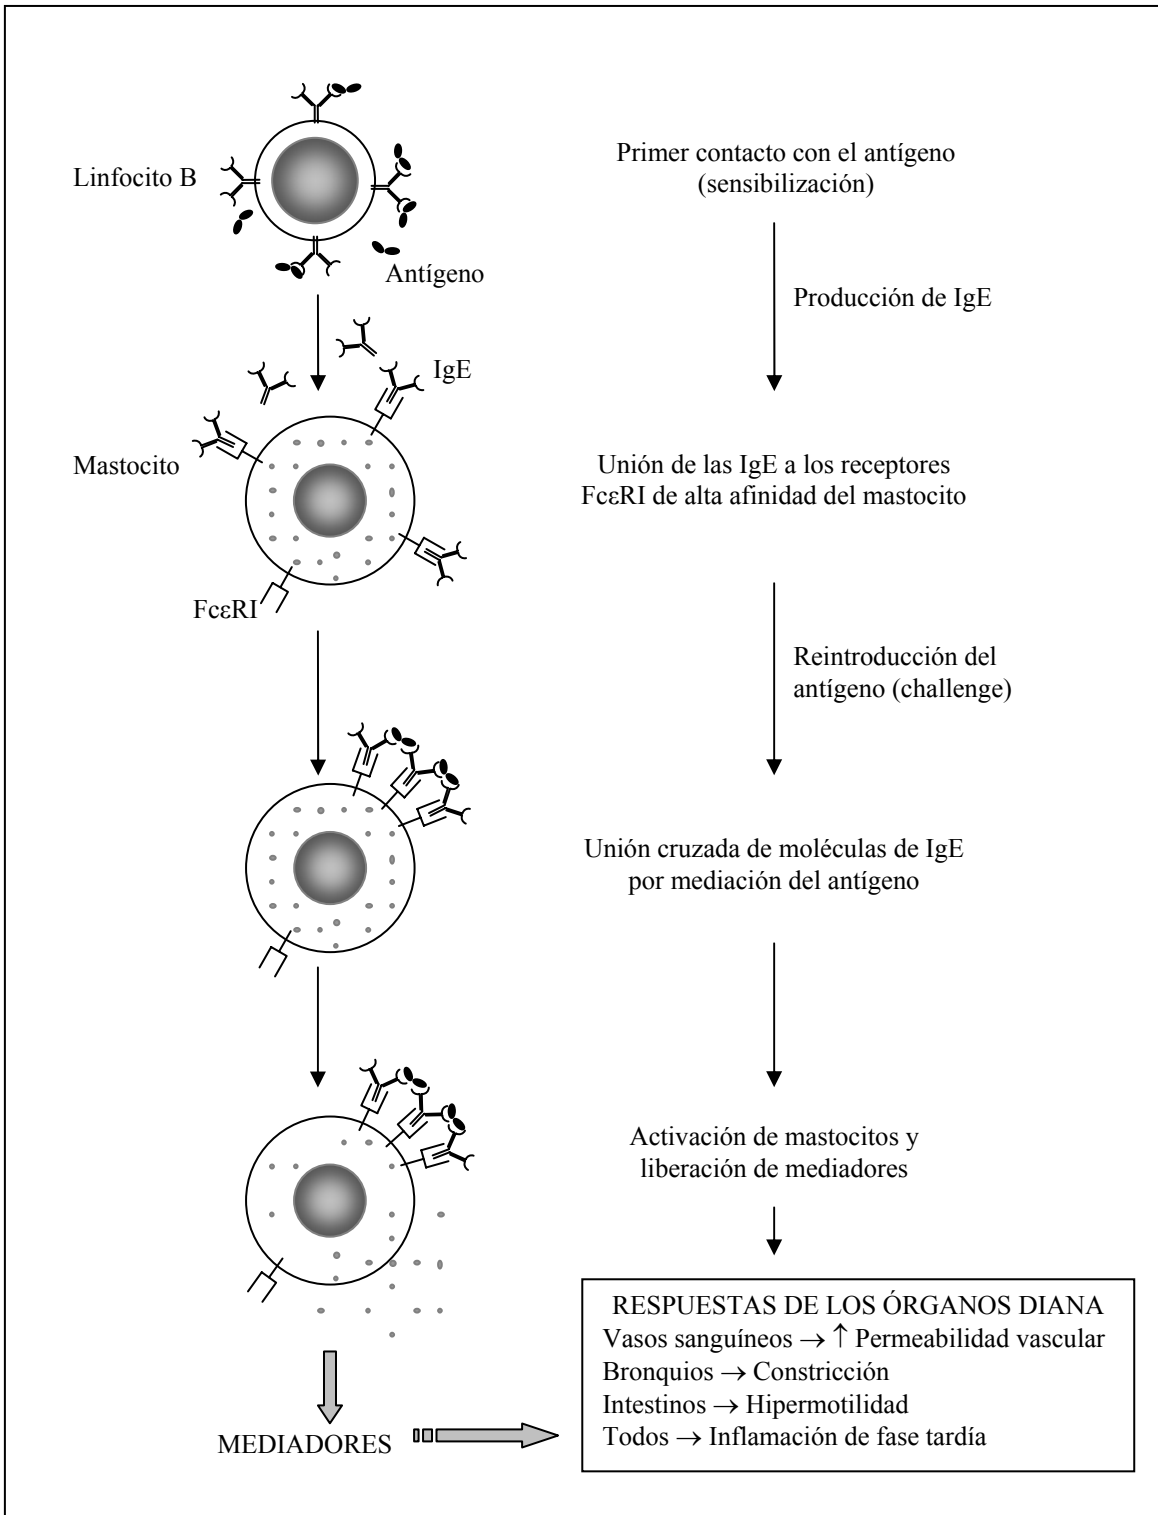 Linfocito B
Antígeno
Primer contacto con el antígeno
(sensibilización)
Producción de IgE
IgE
Mastocito
FcεRI
Unión de las IgE a los receptores
FcεRI de alta afinidad del mastocito
Reintroducción del
antígeno (challenge)
Unión cruzada de moléculas de IgE
por mediación del antígeno
Activación de mastocitos y
liberación de mediadores
MEDIADORES
RESPUESTAS DE LOS ÓRGANOS DIANA
Vasos sanguíneos → ↑ Permeabilidad vascular
Bronquios → Constricción
Intestinos → Hipermotilidad
Todos → Inflamación de fase tardía